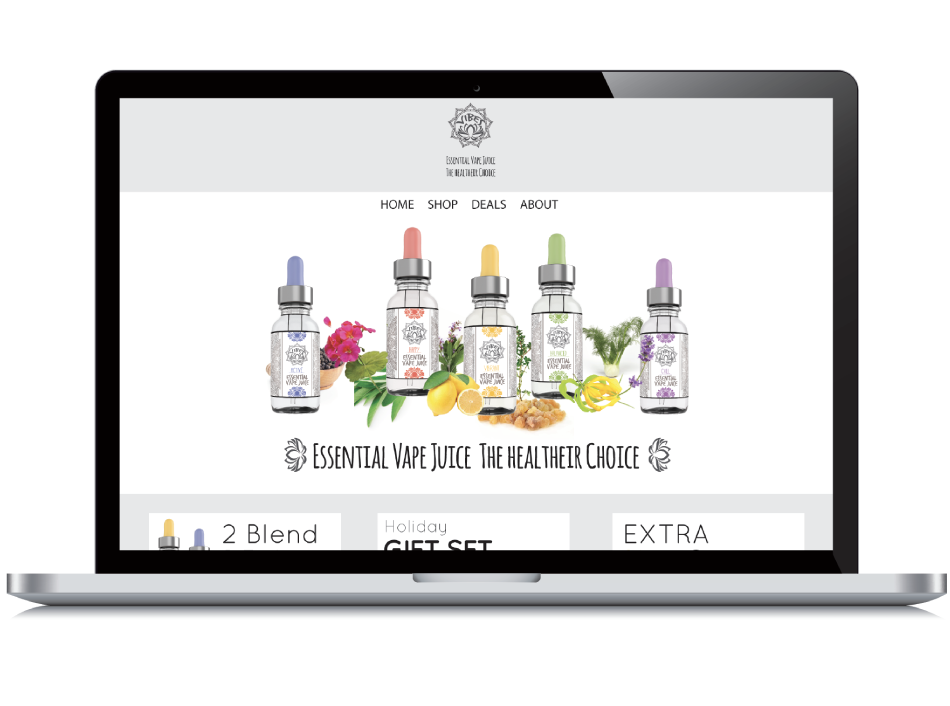 VIBES
Essential Vape Juice
The healtheir Choice
HOME SHOP DEALS ABOUT
ESSENTIAL
VAPE JUICE
ESSENTIAL
VAPE JUICE
ESSENTIAL
VAPE JUICE
ESSENTIAL
VAPE JUICE
ESSENTIAL
VAPE JUICE
Essential Vape Juice The healtheir Choice
2 Blend
Holiday
GIFT SET
EXTRA